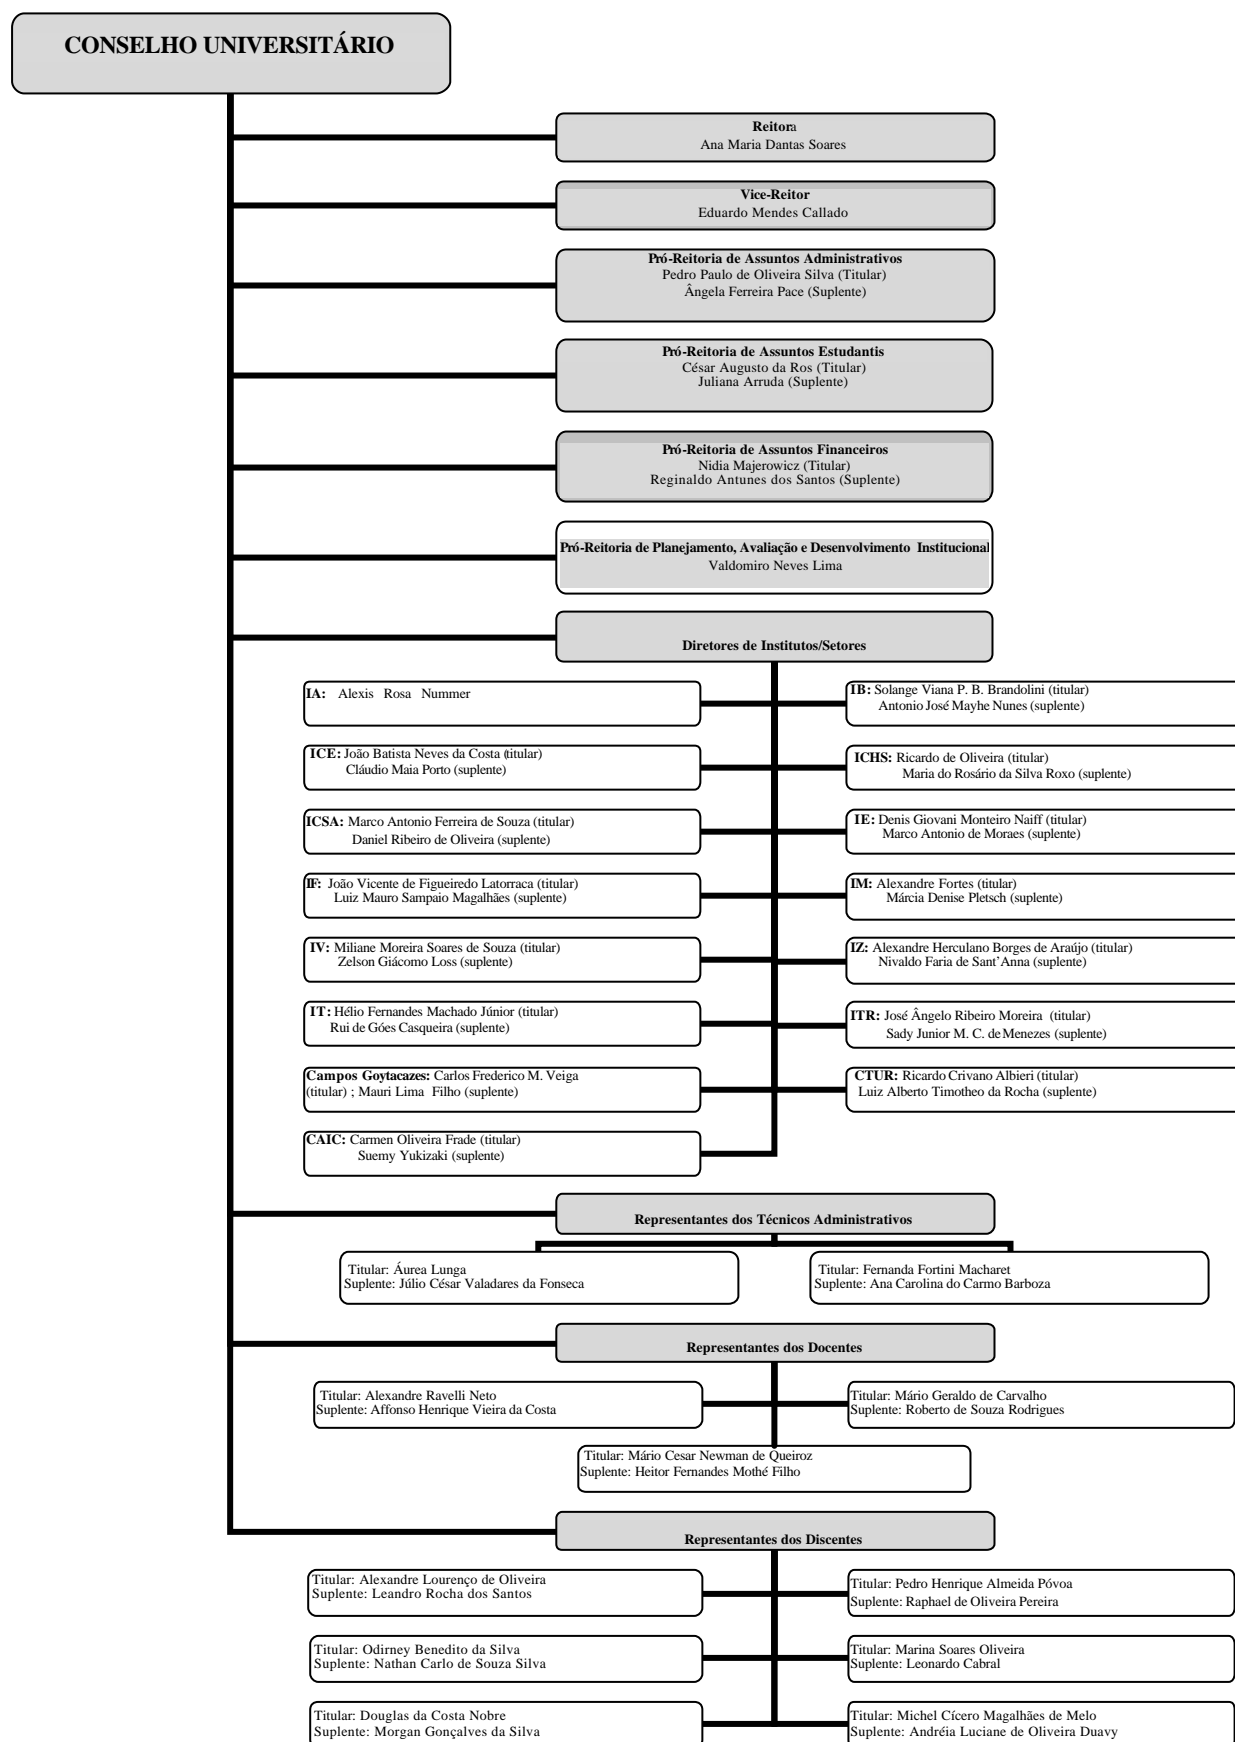 CONSELHO UNIVERSITÁRIO
Reitora
Ana Maria Dantas Soares
Vice-Reitor
Eduardo Mendes Callado
Pró-Reitoria de Assuntos Administrativos
Pedro Paulo de Oliveira Silva (Titular)
Ângela Ferreira Pace (Suplente)
Pró-Reitoria de Assuntos Estudantis
César Augusto da Ros (Titular)
Juliana Arruda (Suplente)
Pró-Reitoria de Assuntos Financeiros
Nidia Majerowicz (Titular)
Reginaldo Antunes dos Santos (Suplente)
Pró-Reitoria de Planejamento, Avaliação e Desenvolvimento Institucional
Valdomiro Neves Lima
Diretores de Institutos/Setores
IA: Alexis Rosa Nummer
IB: Solange Viana P. B. Brandolini (titular)
Antonio José Mayhe Nunes (suplente)
ICE: João Batista Neves da Costa (titular)
Cláudio Maia Porto (suplente)
ICHS: Ricardo de Oliveira (titular)
Maria do Rosário da Silva Roxo (suplente)
ICSA: Marco Antonio Ferreira de Souza (titular)
Daniel Ribeiro de Oliveira (suplente)
IE: Denis Giovani Monteiro Naiff (titular)
Marco Antonio de Moraes (suplente)
IF: João Vicente de Figueiredo Latorraca (titular)
Luiz Mauro Sampaio Magalhães (suplente)
IM: Alexandre Fortes (titular)
Márcia Denise Pletsch (suplente)
IV: Miliane Moreira Soares de Souza (titular)
Zelson Giácomo Loss (suplente)
IZ: Alexandre Herculano Borges de Araújo (titular)
Nivaldo Faria de Sant’Anna (suplente)
IT: Hélio Fernandes Machado Júnior (titular)
Rui de Góes Casqueira (suplente)
ITR: José Ângelo Ribeiro Moreira (titular)
Sady Junior M. C. de Menezes (suplente)
Campos Goytacazes: Carlos Frederico M. Veiga
(titular) ; Mauri Lima Filho (suplente)
CTUR: Ricardo Crivano Albieri (titular)
Luiz Alberto Timotheo da Rocha (suplente)
CAIC: Carmen Oliveira Frade (titular)
Suemy Yukizaki (suplente)
Representantes dos Técnicos Administrativos
Titular: Áurea Lunga
Suplente: Júlio César Valadares da Fonseca
Titular: Fernanda Fortini Macharet
Suplente: Ana Carolina do Carmo Barboza
Representantes dos Docentes
Titular: Alexandre Ravelli Neto
Suplente: Affonso Henrique Vieira da Costa
Titular: Mário Geraldo de Carvalho
Suplente: Roberto de Souza Rodrigues
Titular: Mário Cesar Newman de Queiroz
Suplente: Heitor Fernandes Mothé Filho
Representantes dos Discentes
Titular: Alexandre Lourenço de Oliveira
Suplente: Leandro Rocha dos Santos
Titular: Pedro Henrique Almeida Póvoa
Suplente: Raphael de Oliveira Pereira
Titular: Odirney Benedito da Silva
Suplente: Nathan Carlo de Souza Silva
Titular: Marina Soares Oliveira
Suplente: Leonardo Cabral
Titular: Douglas da Costa Nobre
Suplente: Morgan Gonçalves da Silva
Titular: Michel Cícero Magalhães de Melo
Suplente: Andréia Luciane de Oliveira Duavy